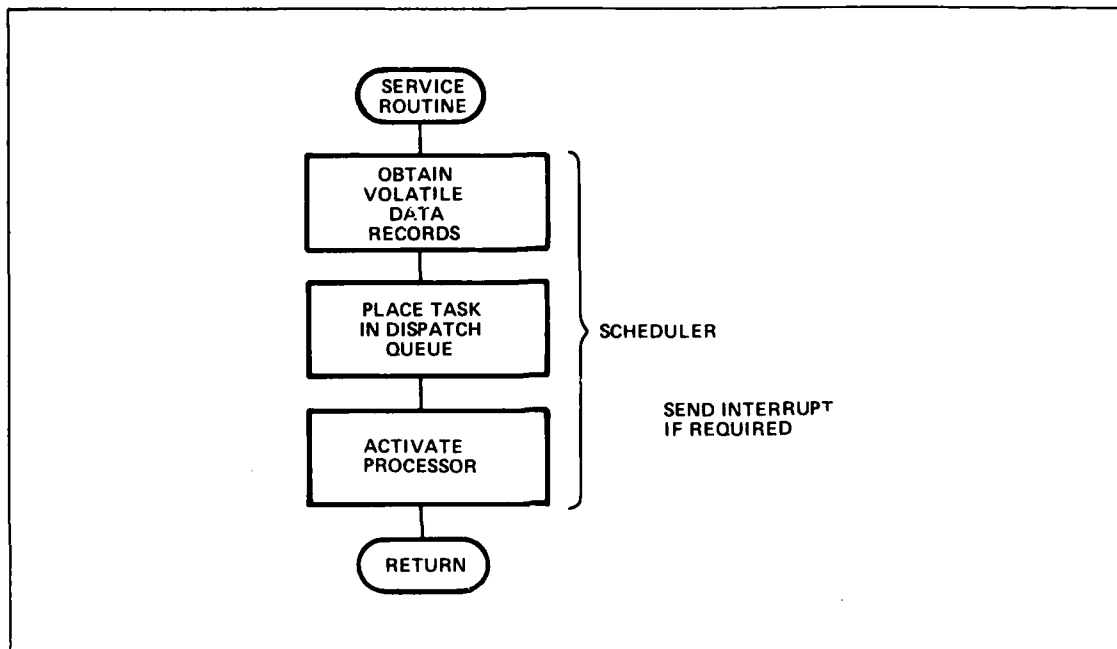 SERVICE
ROUTINE
OBTAIN
VOLATILE
DATA
RECORDS
PLACE TASK
IN DISPATCH
QUEUE
SCHEDULER
SEND INTERRUPT
IF REQUIRED
ACTIVATE
PROCESSOR
RETURN